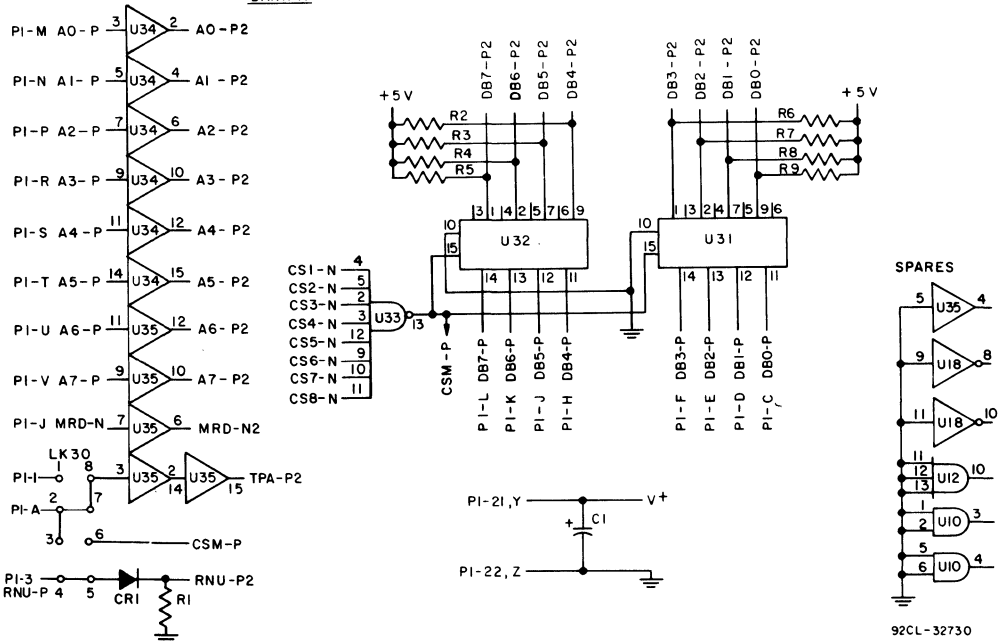 P1-M A0-P 3 U34 2 A0-P2
P1-N A1-P 5 U34 4 A1-P2
P1-P A2-P 7 U34 6 A2-P2
P1-R A3-P 9 U34 10 A3-P2
P1-S A4-P 11 U34 12 A4-P2
P1-T A5-P 14 U34 15 A5-P2
P1-U A6-P 11 U35 12 A6-P2
P1-V A7-P 9 U35 10 A7-P2
P1-J MRD-N 7 U35 6 MRD-N2
LK30
P1-1 1 8 3 U35 2 14 U35 15 TPA-P2
P1-A 2 7
3 6 CSM-P
P1-3 RNU-P2
RNU-P 4 5 CR1 R1
DB7-P2 DB6-P2 DB5-P2 DB4-P2
+5V
R2
R3
R4
R5
3 1 4 2 5 7 6 9
10
15
U32
14 13 12 11
P1-L DB7-P P1-K DB6-P P1-J DB5-P P1-H DB4-P
CS1-N 4
CS2-N 5
CS3-N 2
CS4-N 3
CS5-N 12
CS6-N 9
CS7-N 10
CS8-N 11
U33 13
CSM-P
DB3-P2 DB2-P2 DB1-P2 DB0-P2
+5V
R6
R7
R8
R9
1 3 2 4 7 5 9 6
10
15
U31
14 13 12 11
P1-F DB3-P P1-E DB2-P P1-D DB1-P P1-C DB0-P
P1-21,Y V+
+ C1
P1-22,Z
SPARES
5 U35 4
9 U18 8
11 U18 10
11
12 U12 10
13
1 U10 3
2
5 U10 4
6
92CL-32730